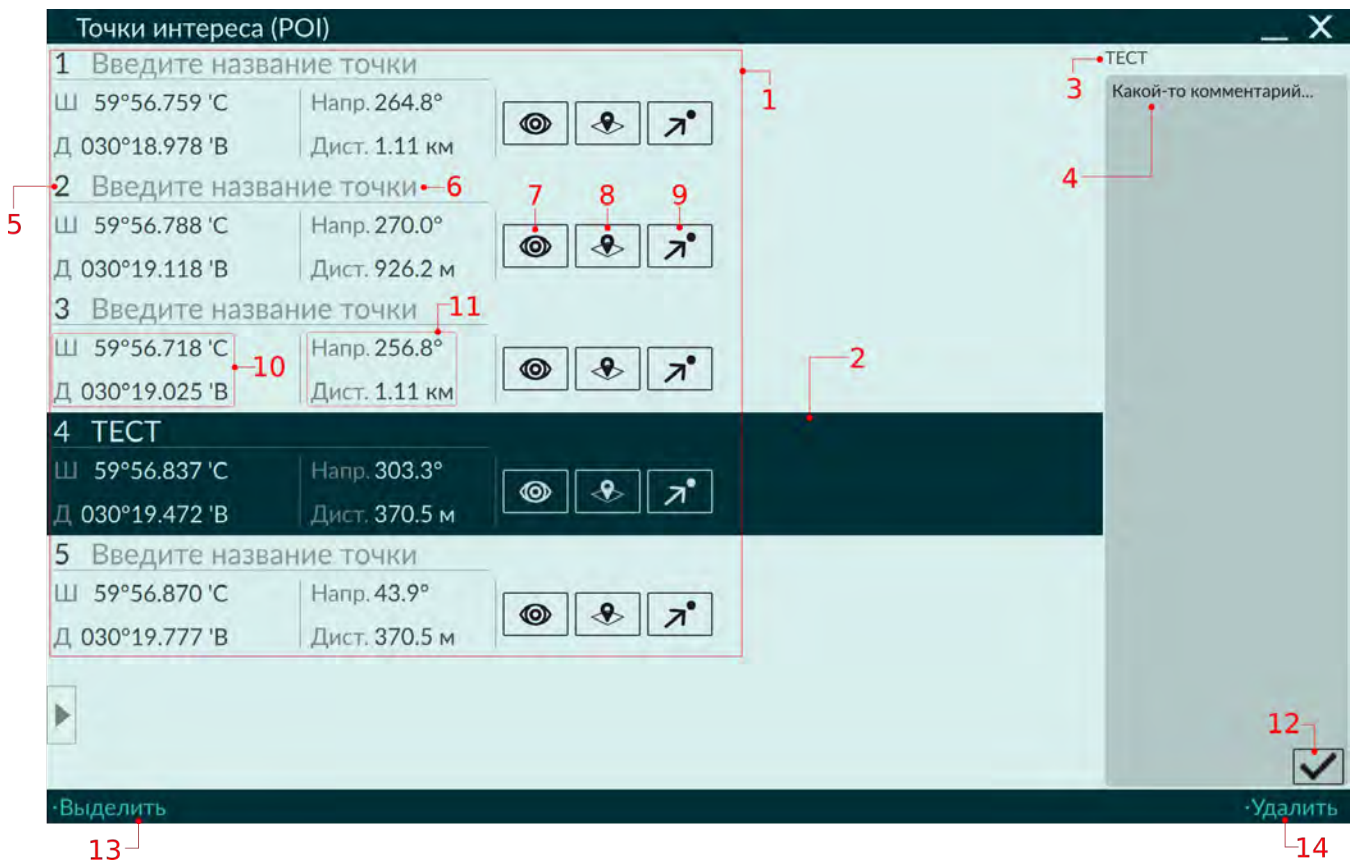 Точки интереса (POI)
1 Введите название точки
Ш 59°56.759 'С Напр. 264.8°
Д 030°18.978 'В Дист. 1.11 км
1
3 ТЕСТ
Какой-то комментарий...
4
5 2 Введите название точки 6
7 8 9
Ш 59°56.788 'С Напр. 270.0°
Д 030°19.118 'В Дист. 926.2 м
3 Введите название точки 11
Ш 59°56.718 'С Напр. 256.8°
10
Д 030°19.025 'В Дист. 1.11 км
2
4 ТЕСТ
Ш 59°56.837 'С Напр. 303.3°
Д 030°19.472 'В Дист. 370.5 м
5 Введите название точки
Ш 59°56.870 'С Напр. 43.9°
Д 030°19.777 'В Дист. 370.5 м
12
·Выделить ·Удалить
13 14